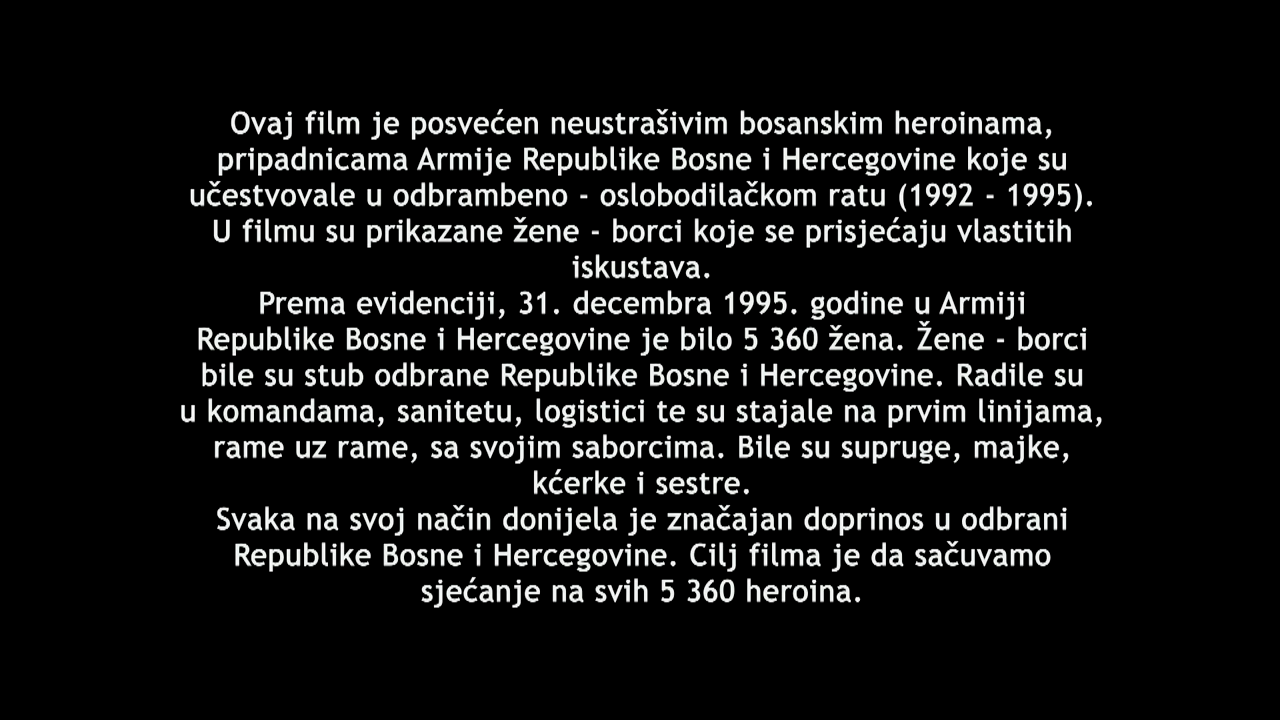 Ovaj film je posvećen neustrašivim bosanskim heroinama,
pripadnicama Armije Republike Bosne i Hercegovine koje su
učestvovale u odbrambeno - oslobodilačkom ratu (1992 - 1995).
U filmu su prikazane žene - borci koje se prisjećaju vlastitih
iskustava.
Prema evidenciji, 31. decembra 1995. godine u Armiji
Republike Bosne i Hercegovine je bilo 5 360 žena. Žene - borci
bile su stub odbrane Republike Bosne i Hercegovine. Radile su
u komandama, sanitetu, logistici te su stajale na prvim linijama,
rame uz rame, sa svojim saborcima. Bile su supruge, majke,
kćerke i sestre.
Svaka na svoj način donijela je značajan doprinos u odbrani
Republike Bosne i Hercegovine. Cilj filma je da sačuvamo
sjećanje na svih 5 360 heroina.